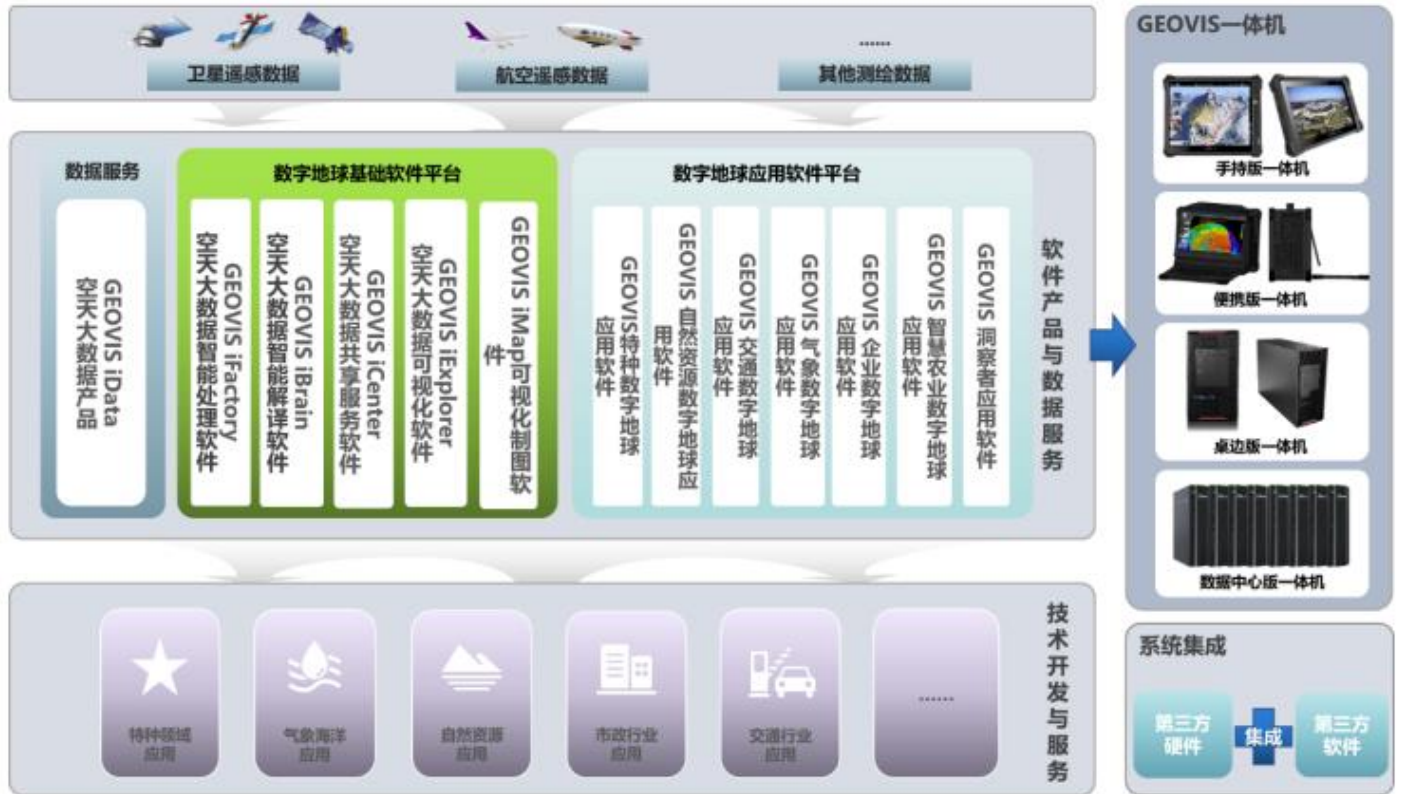 卫星遥感数据
航空遥感数据
......
其他测绘数据
数据服务
GEOVIS iData
空天大数据产品
数字地球基础软件平台
GEOVIS iFactory
空天大数据智能处理软件
GEOVIS iBrain
空天大数据智能解译软件
GEOVIS iCenter
空天大数据共享服务软件
GEOVIS iExplorer
空天大数据可视化软件
GEOVIS iMap可视化制图软
件
数字地球应用软件平台
GEOVIS特种数字地球
应用软件
GEOVIS 自然资源数字地球应
用软件
GEOVIS 交通数字地球
应用软件
GEOVIS 气象数字地球
应用软件
GEOVIS 企业数字地球
应用软件
GEOVIS 智慧农业数字地球
应用软件
GEOVIS 洞察者应用软件
软件产品与数据服务
特种领域
应用
气象海洋
应用
自然资源
应用
市政行业
应用
交通行业
应用
......
技术开发与服务
GEOVIS一体机
手持版一体机
便携版一体机
桌边版一体机
数据中心版一体机
系统集成
第三方
硬件
集成
第三方
软件